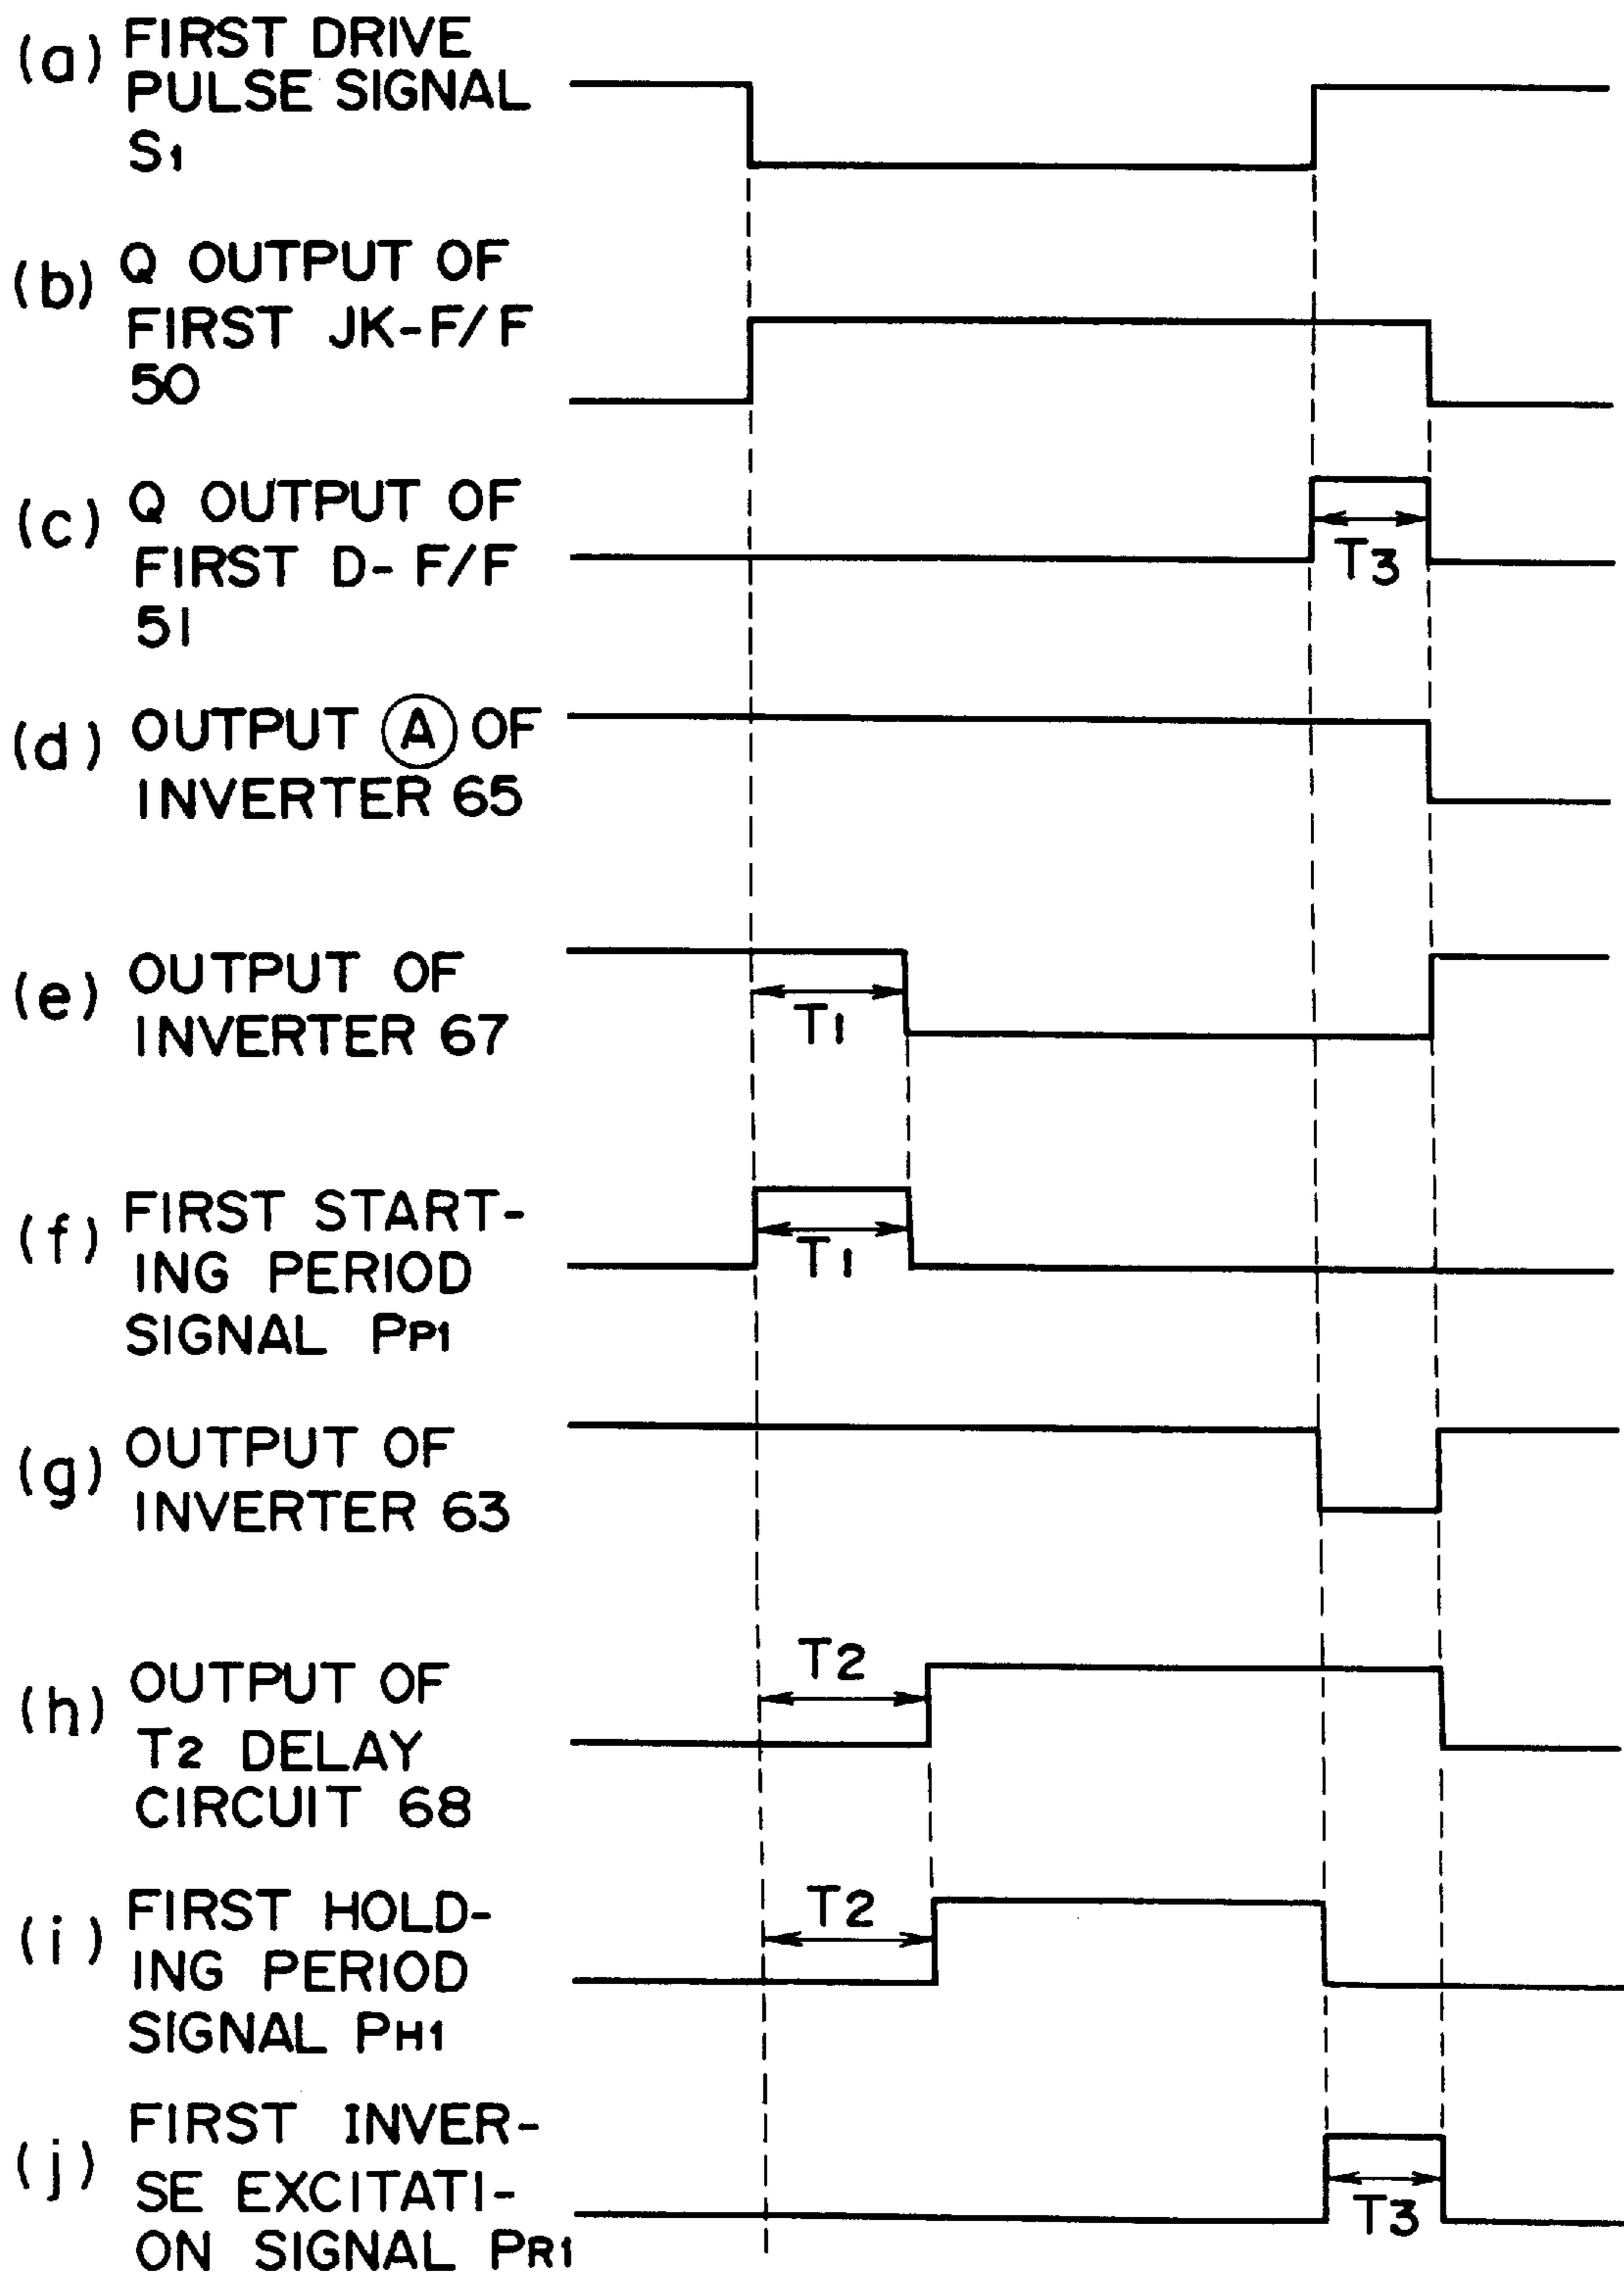 (a) FIRST DRIVE
PULSE SIGNAL
S1
(b) Q OUTPUT OF
FIRST JK-F/F
50
(c) Q OUTPUT OF
FIRST D-F/F
51
T3
(d) OUTPUT Ⓐ OF
INVERTER 65
(e) OUTPUT OF
INVERTER 67
T1
(f) FIRST START-
ING PERIOD
SIGNAL PP1
T1
(g) OUTPUT OF
INVERTER 63
(h) OUTPUT OF
T2 DELAY
CIRCUIT 68
T2
(i) FIRST HOLD-
ING PERIOD
SIGNAL PH1
T2
(j) FIRST INVER-
SE EXCITATI-
ON SIGNAL PR1
T3